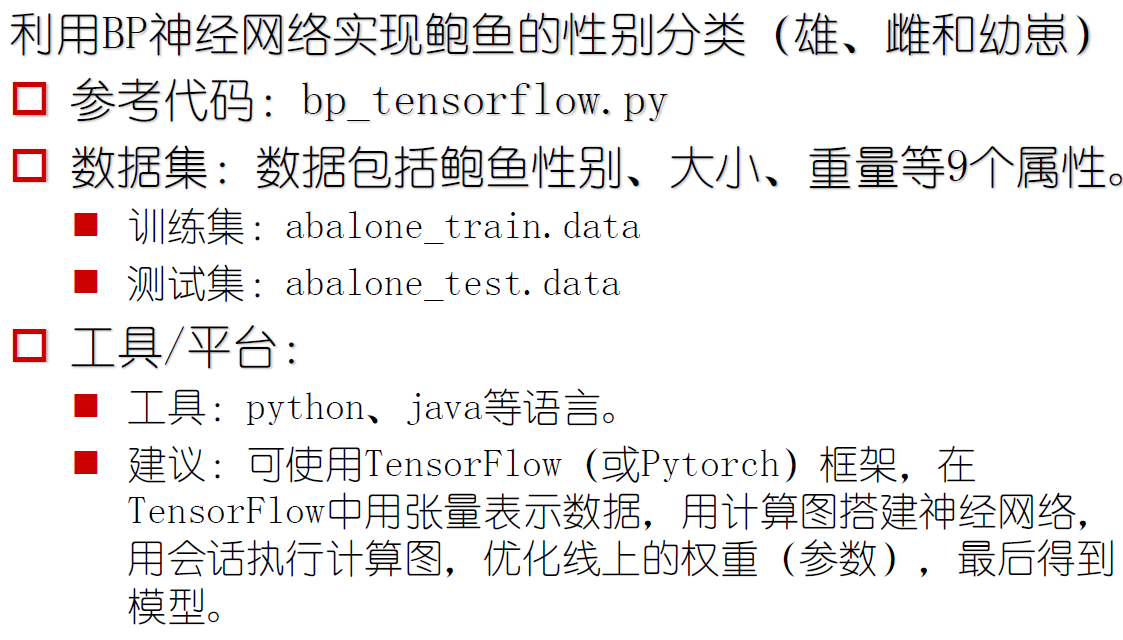 利用BP神经网络实现鲍鱼的性别分类（雄、雌和幼崽）
参考代码：bp_tensorflow.py
数据集：数据包括鲍鱼性别、大小、重量等9个属性。
训练集：abalone_train.data
测试集：abalone_test.data
工具/平台：
工具：python、java等语言。
建议：可使用TensorFlow（或Pytorch）框架，在
TensorFlow中用张量表示数据，用计算图搭建神经网络，
用会话执行计算图，优化线上的权重（参数），最后得到
模型。